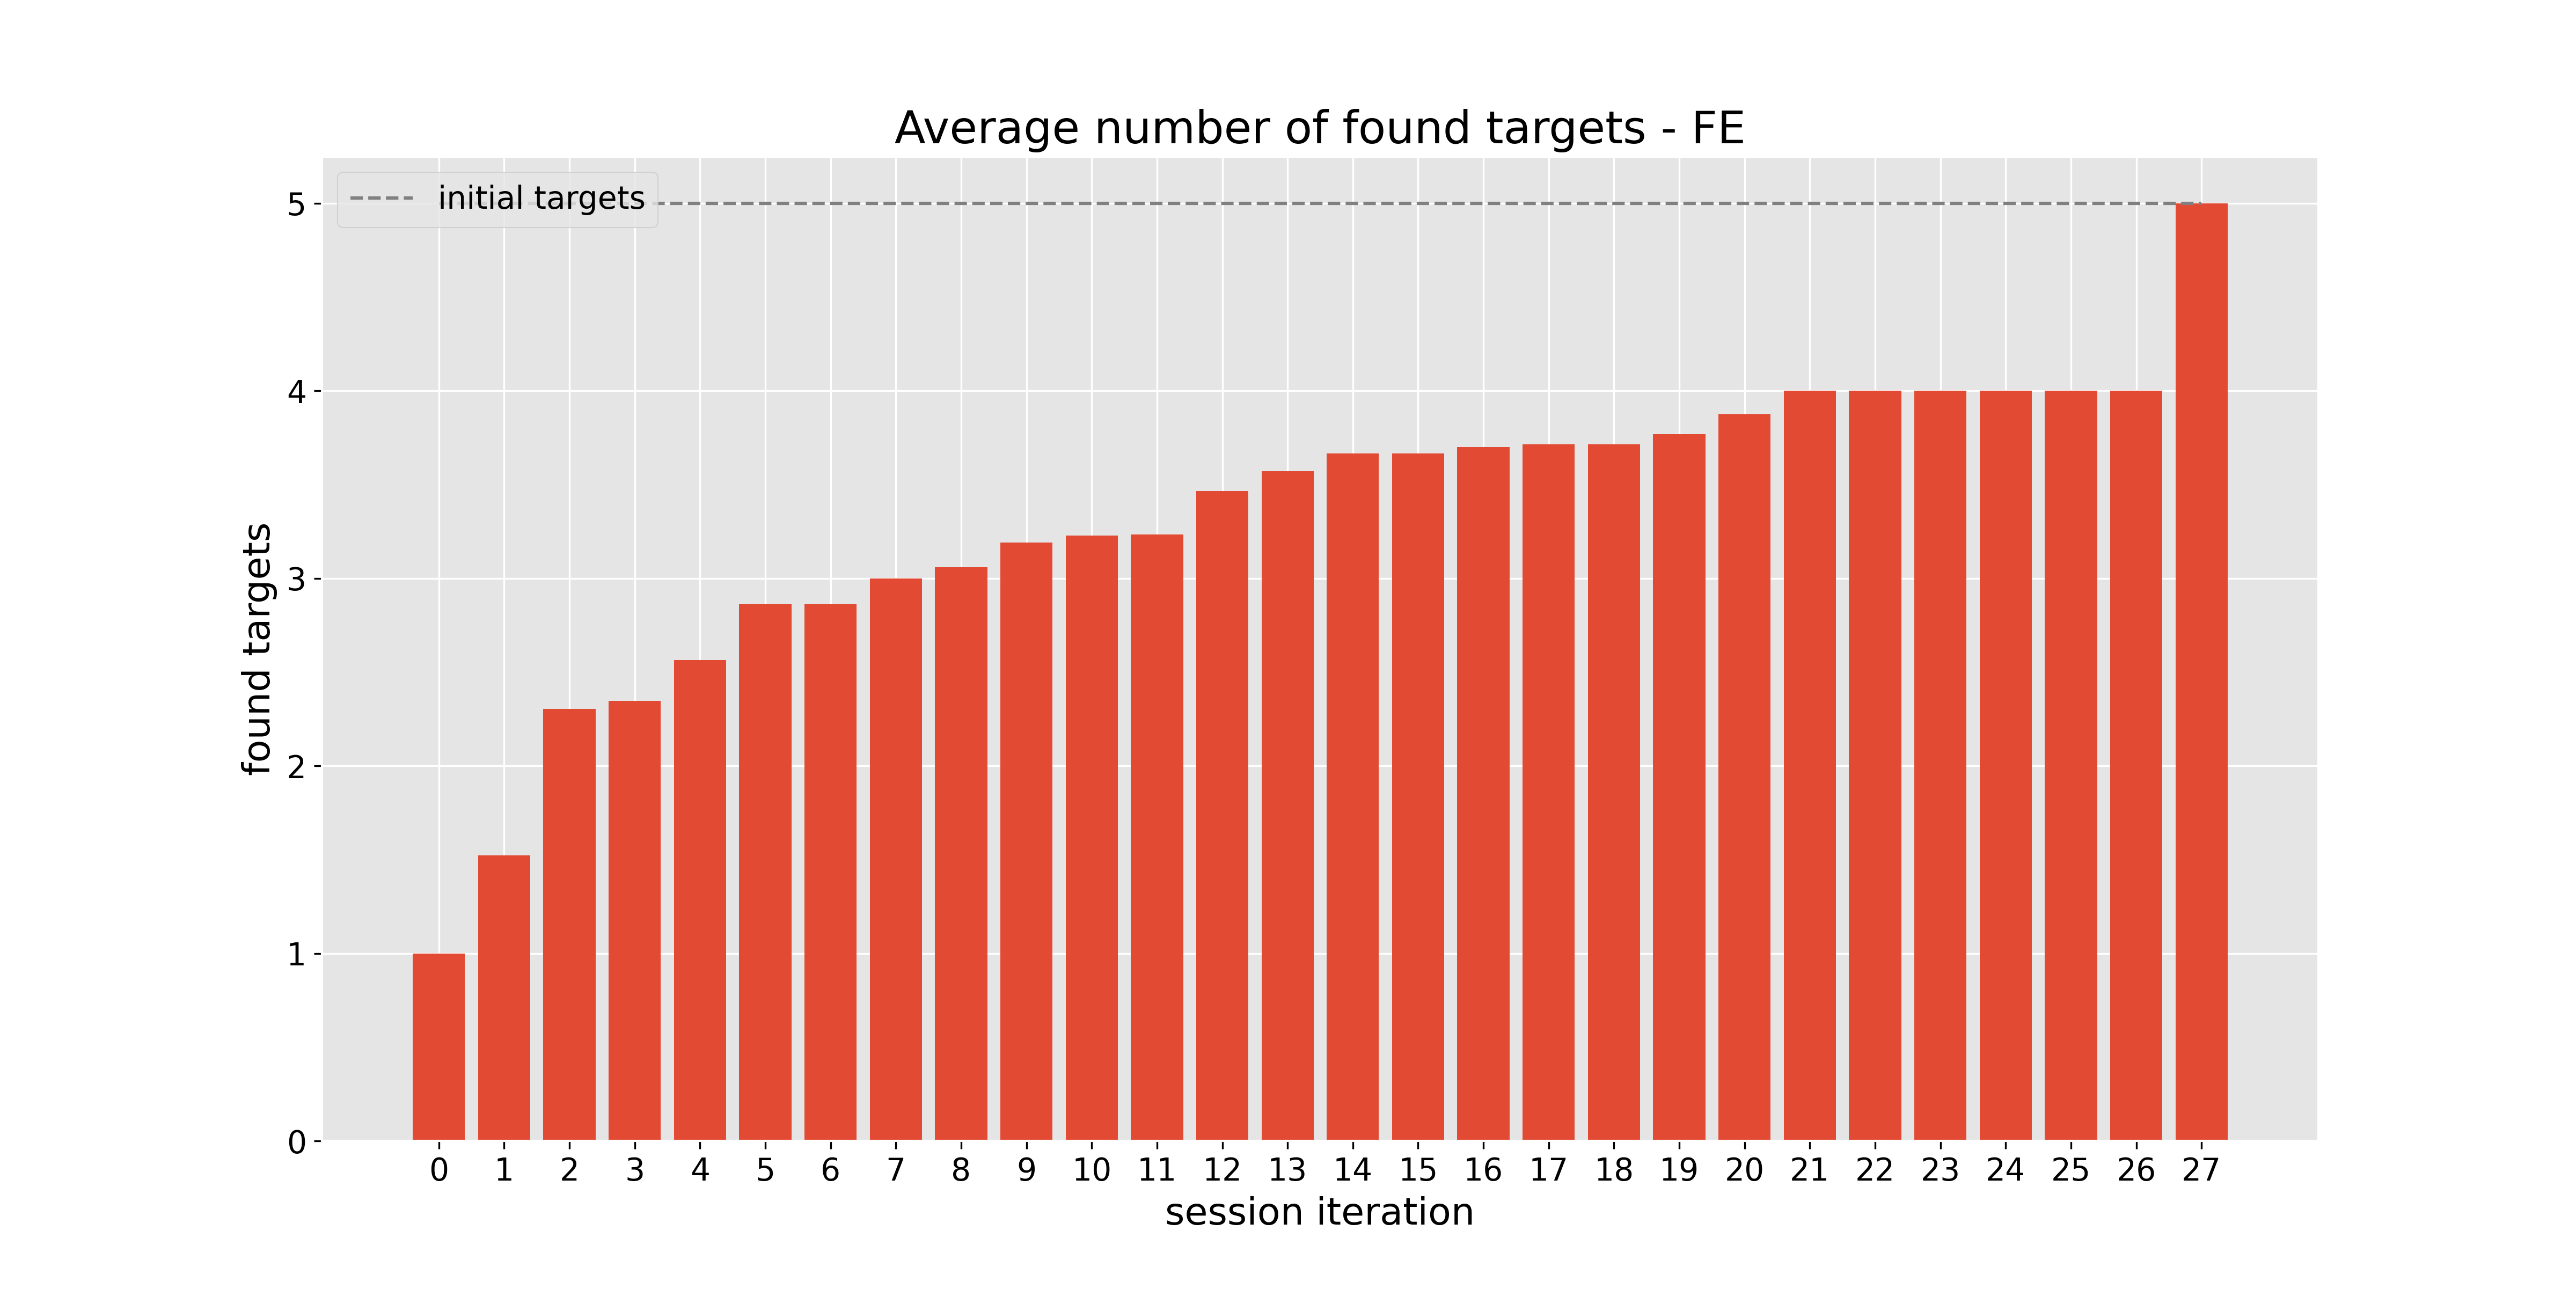 Average number of found targets - FE
initial targets
5
4
3
2
1
0
found targets
0 1 2 3 4 5 6 7 8 9 10 11 12 13 14 15 16 17 18 19 20 21 22 23 24 25 26 27
session iteration